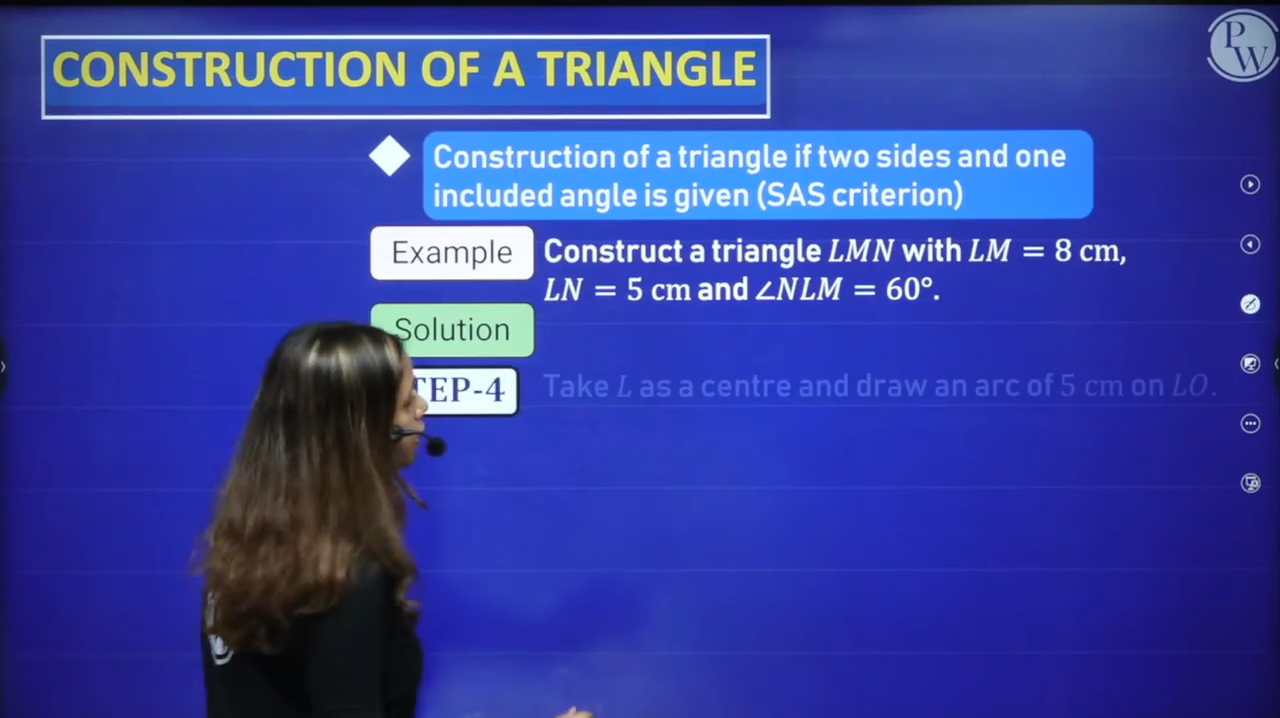 CONSTRUCTION OF A TRIANGLE
PW
Construction of a triangle if two sides and one
included angle is given (SAS criterion)
Example
Construct a triangle LMN with LM = 8 cm,
LN = 5 cm and ∠NLM = 60°.
Solution
TEP-4
Take L as a centre and draw an arc of 5 cm on LO.